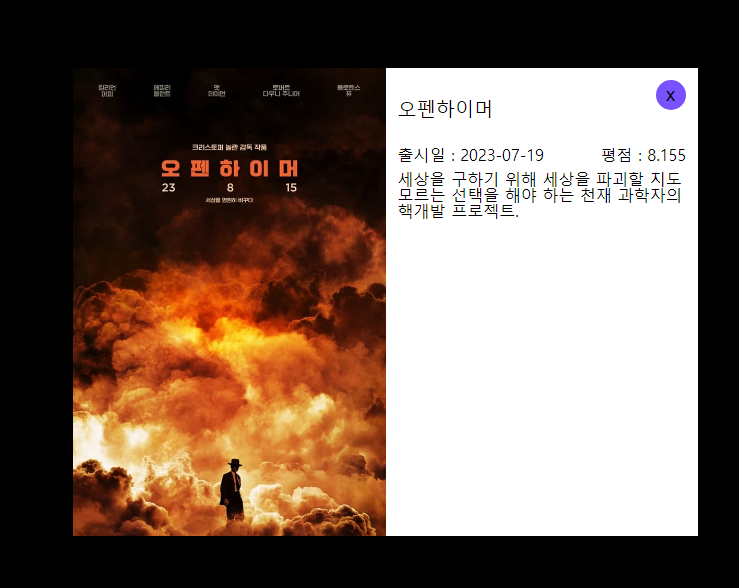 킬리언 머피
에밀리 블런트
맷 데이먼
로버트 다우니 주니어
플로렌스 퓨
크리스토퍼 놀란 감독 작품
오펜하이머
23 8 15
세상을 영원히 바꾸다
x
오펜하이머
출시일 : 2023-07-19 평점 : 8.155
세상을 구하기 위해 세상을 파괴할 지도
모르는 선택을 해야 하는 천재 과학자의
핵개발 프로젝트.